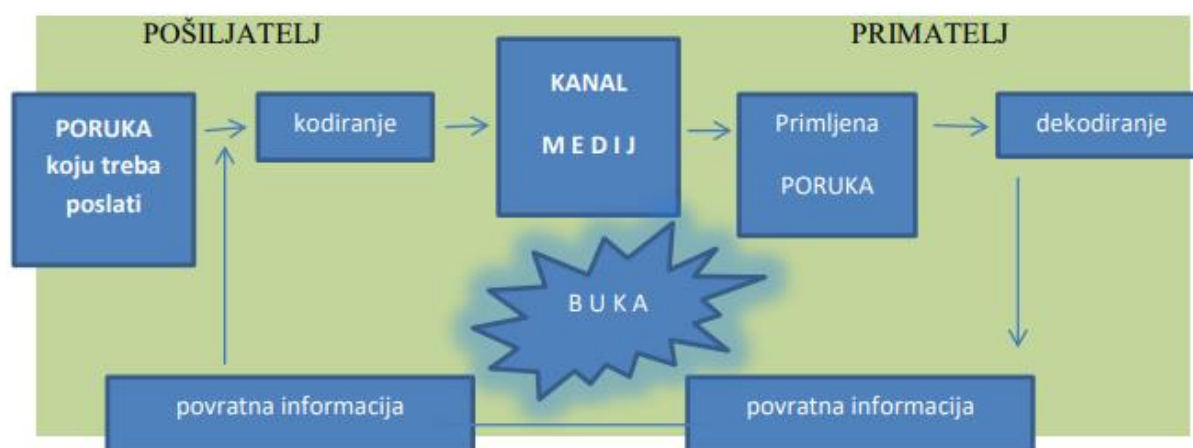 POŠILJATELJ
PRIMATELJ
PORUKA
koju treba
poslati
kodiranje
KANAL
M E D I J
Primljena
PORUKA
dekodiranje
B U K A
povratna informacija
povratna informacija